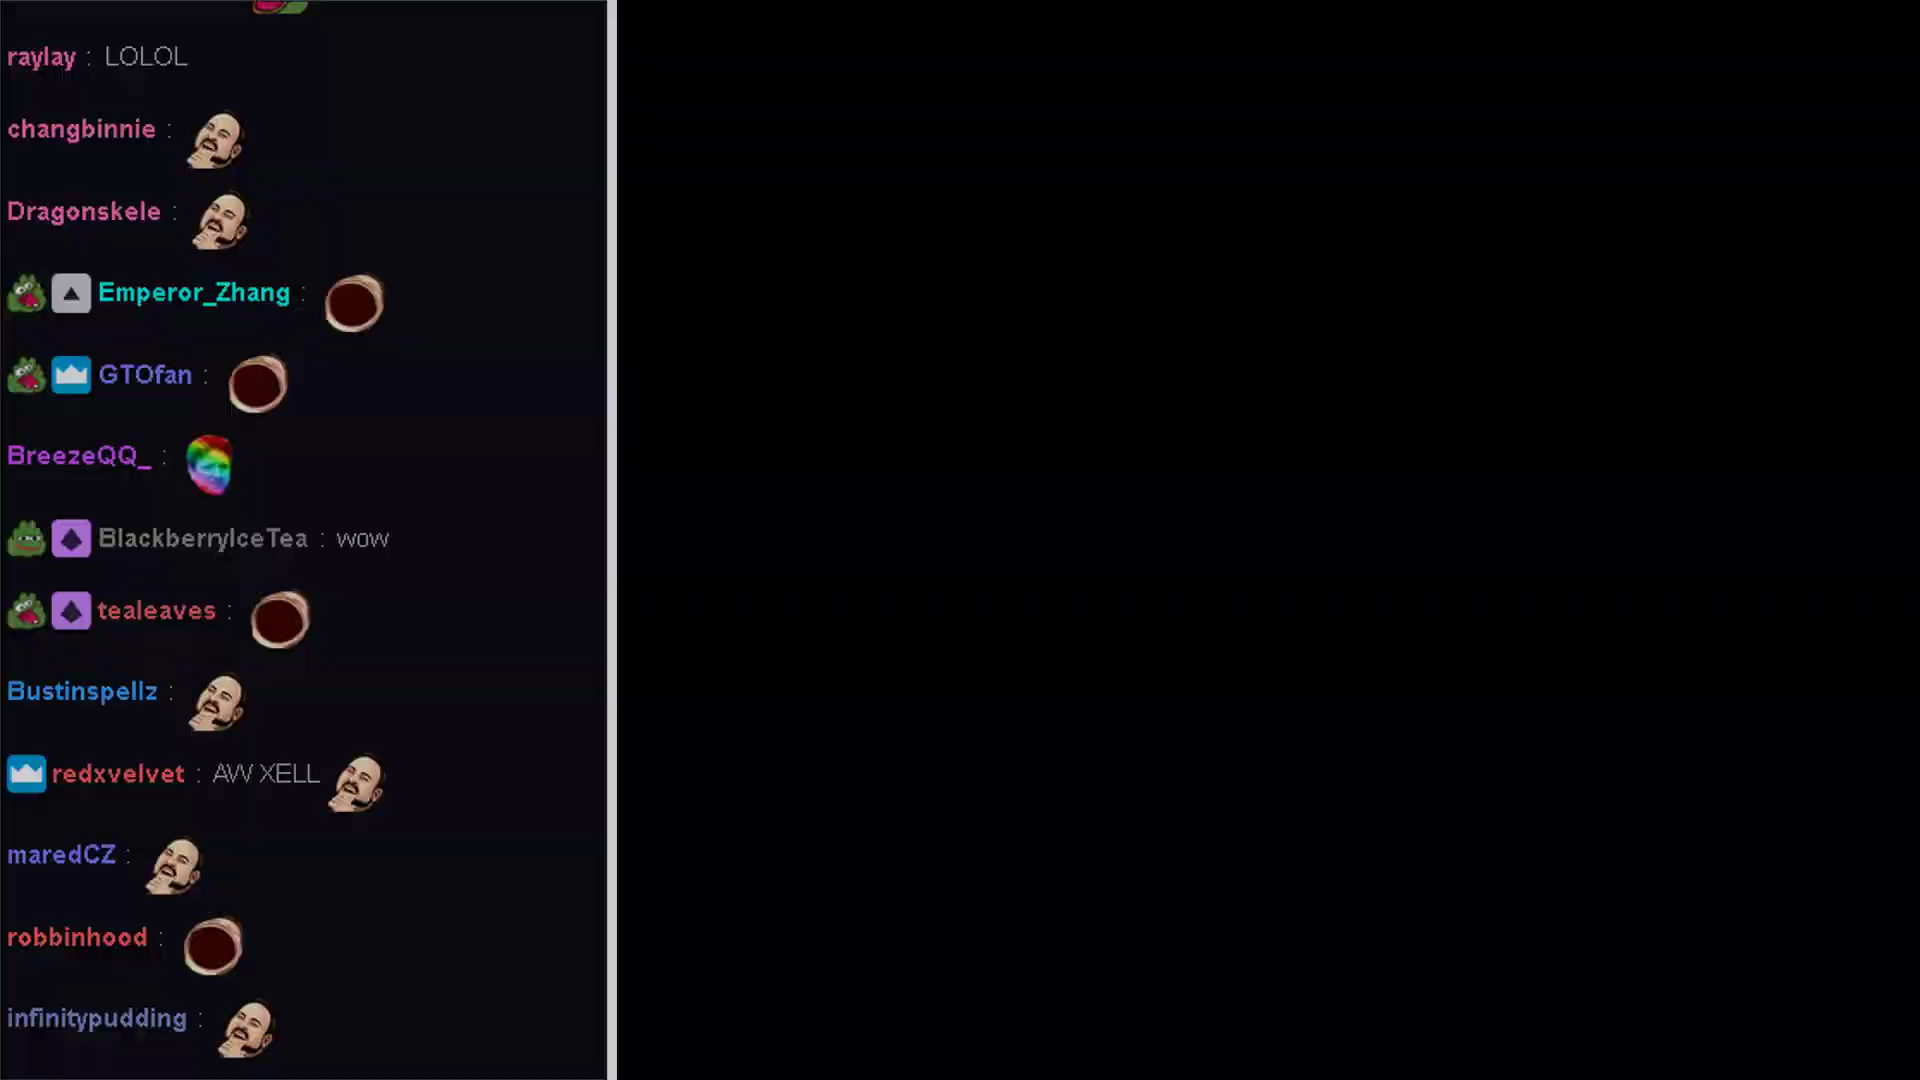 raylay : LOLOL
changbinnie :
Dragonskele :
Emperor_Zhang :
GTOfan :
BreezeQQ_ :
BlackberryIceTea : wow
tealeaves :
Bustinspellz :
redxvelvet : AW XELL
maredCZ :
robbinhood :
infinitypudding :